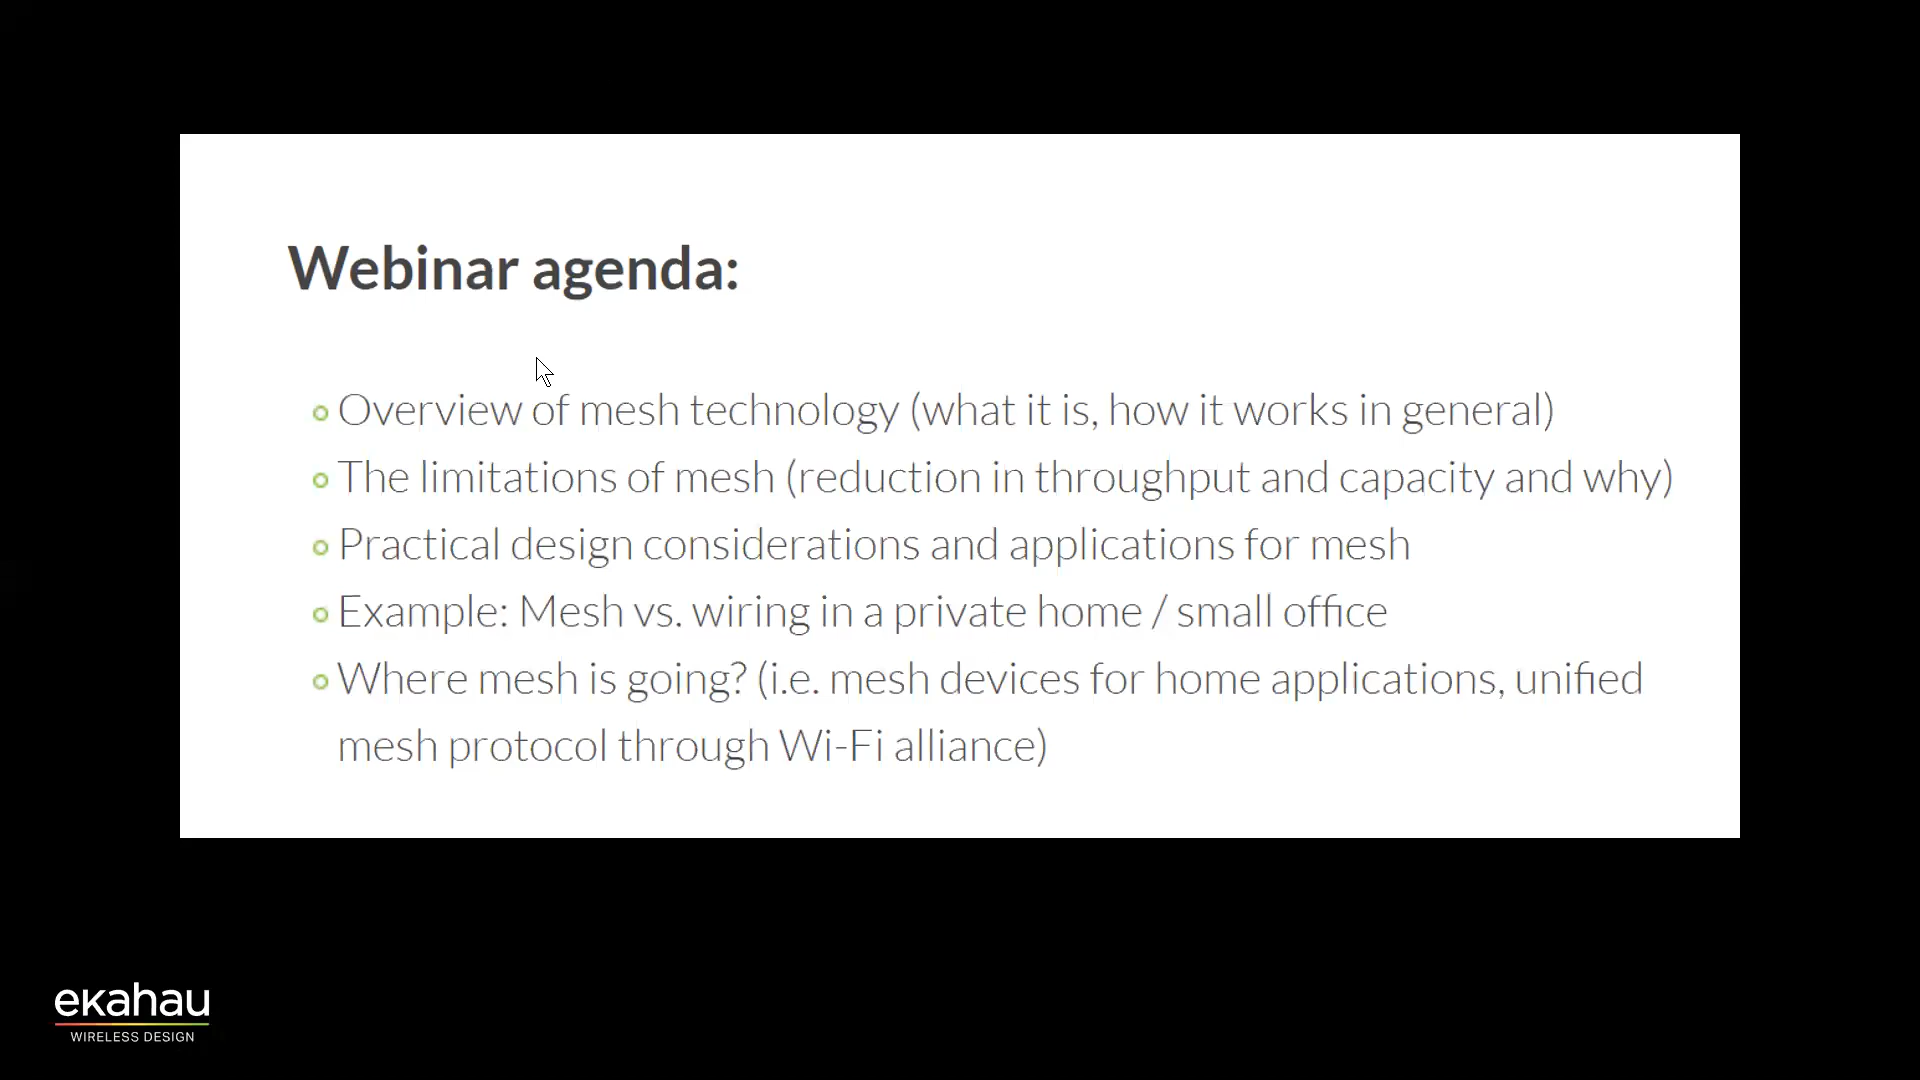 Webinar agenda:
Overview of mesh technology (what it is, how it works in general)
The limitations of mesh (reduction in throughput and capacity and why)
Practical design considerations and applications for mesh
Example: Mesh vs. wiring in a private home / small office
Where mesh is going? (i.e. mesh devices for home applications, unified
mesh protocol through Wi-Fi alliance)
ekahau
WIRELESS DESIGN